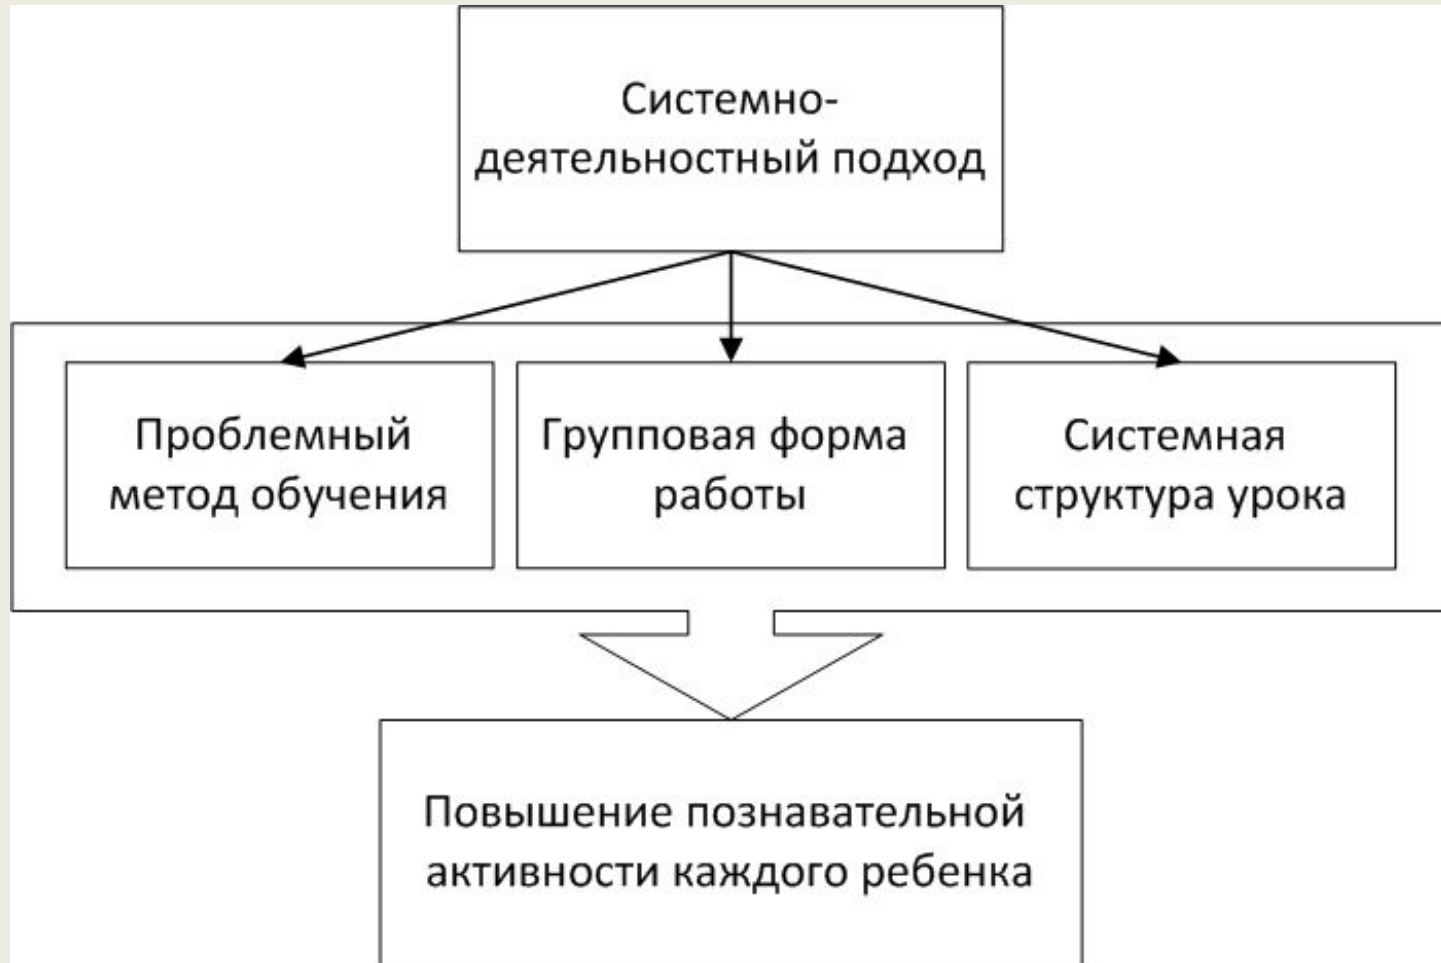 Системно-
деятельностный подход
Проблемный
метод обучения
Групповая форма
работы
Системная
структура урока
Повышение познавательной
активности каждого ребенка